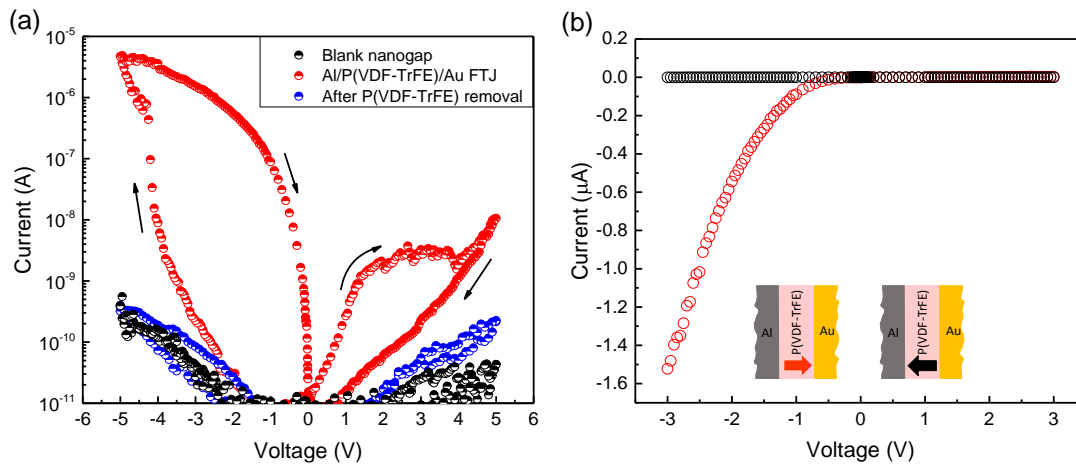 (a)
10⁻⁵
10⁻⁶
10⁻⁷
10⁻⁸
10⁻⁹
10⁻¹⁰
10⁻¹¹
Current (A)
Blank nanogap
Al/P(VDF-TrFE)/Au FTJ
After P(VDF-TrFE) removal
-6 -5 -4 -3 -2 -1 0 1 2 3 4 5 6
Voltage (V)
(b)
0.2
0.0
-0.2
-0.4
-0.6
-0.8
-1.0
-1.2
-1.4
-1.6
Current (μA)
Al P(VDF-TrFE) Au
Al P(VDF-TrFE) Au
-3 -2 -1 0 1 2 3
Voltage (V)